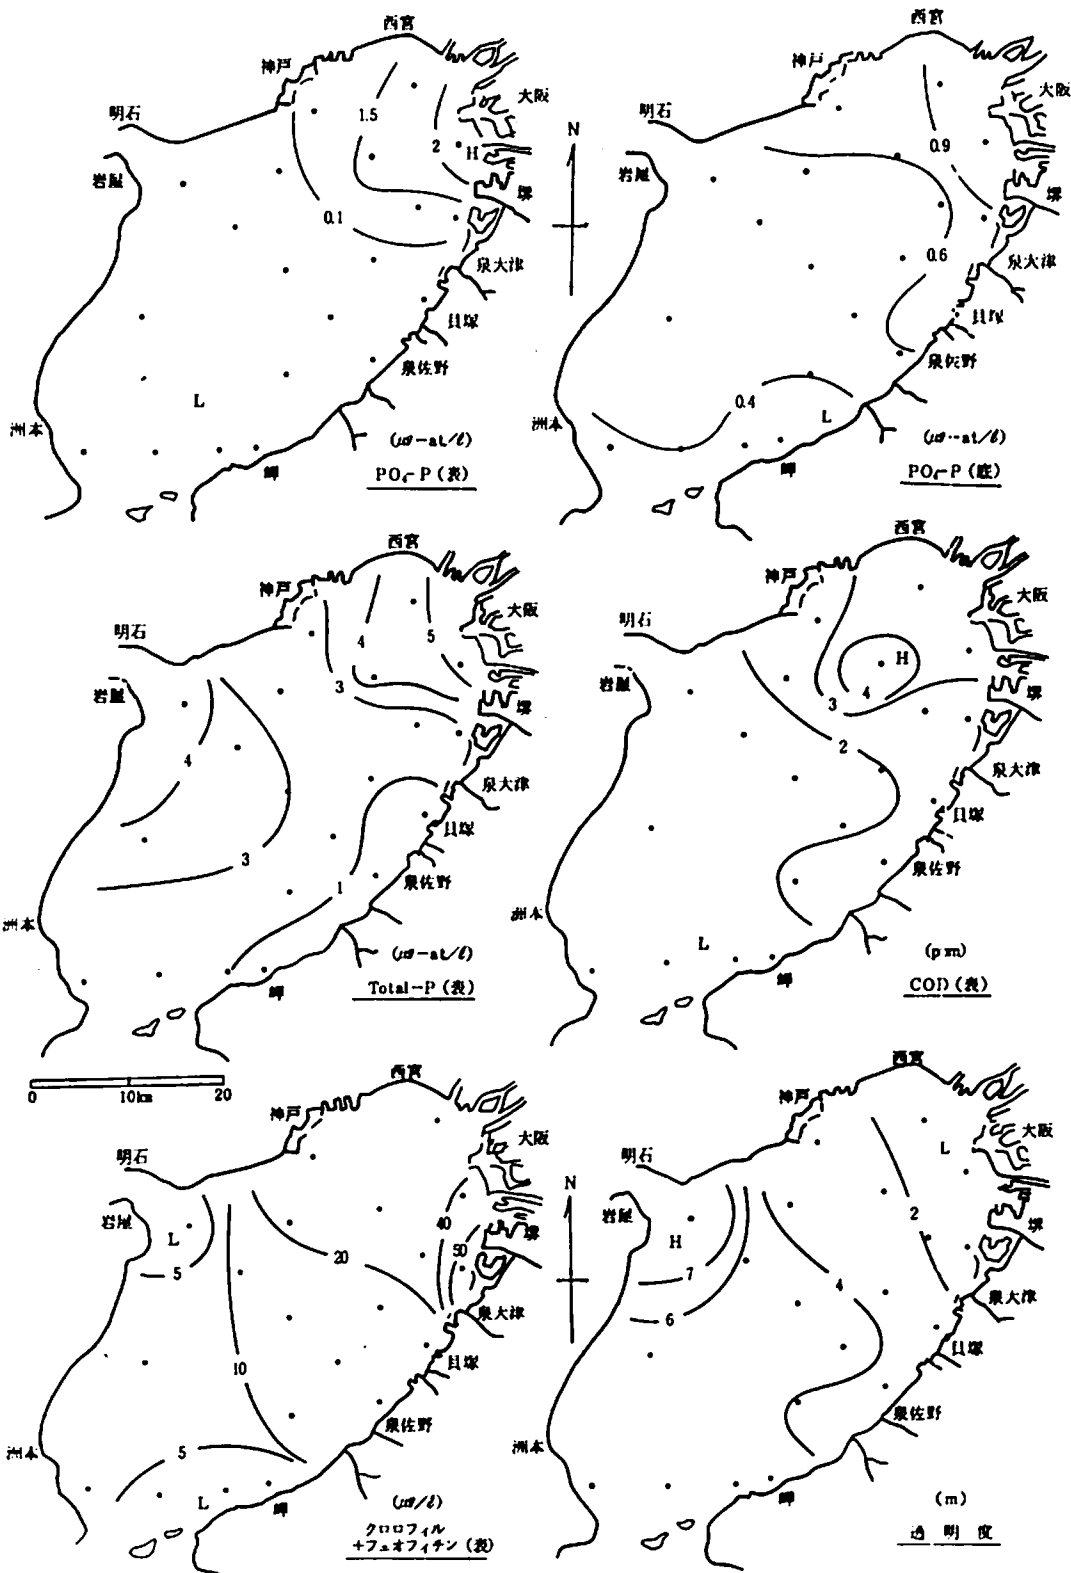 西宮
神戸
大阪
明石
1.5
2
H
N
岩屋
堺
0.1
泉大津
貝塚
泉佐野
L
洲本
(μg-at/ℓ)
岬
PO₄-P(表)
西宮
神戸
大阪
明石
0.9
岩屋
堺
0.6
泉大津
貝塚
泉佐野
0.4
L
洲本
(μg-at/ℓ)
岬
PO₄-P(底)
西宮
神戸
大阪
明石
4
5
3
岩屋
堺
4
泉大津
貝塚
3
泉佐野
1
洲本
(μg-at/ℓ)
岬
Total-P(表)
西宮
神戸
大阪
明石
H
岩屋
4
3
堺
2
泉大津
貝塚
泉佐野
洲本
L
(ppm)
岬
COD(表)
0 10km 20
西宮
神戸
大阪
明石
N
岩屋
40
L
堺
50
20
5
泉大津
貝塚
10
泉佐野
洲本
5
L
(μg/ℓ)
岬
クロロフィル
+フェオフィチン(表)
西宮
神戸
大阪
L
明石
岩屋
2
堺
H
7
4
泉大津
6
貝塚
泉佐野
洲本
(m)
岬
透明度